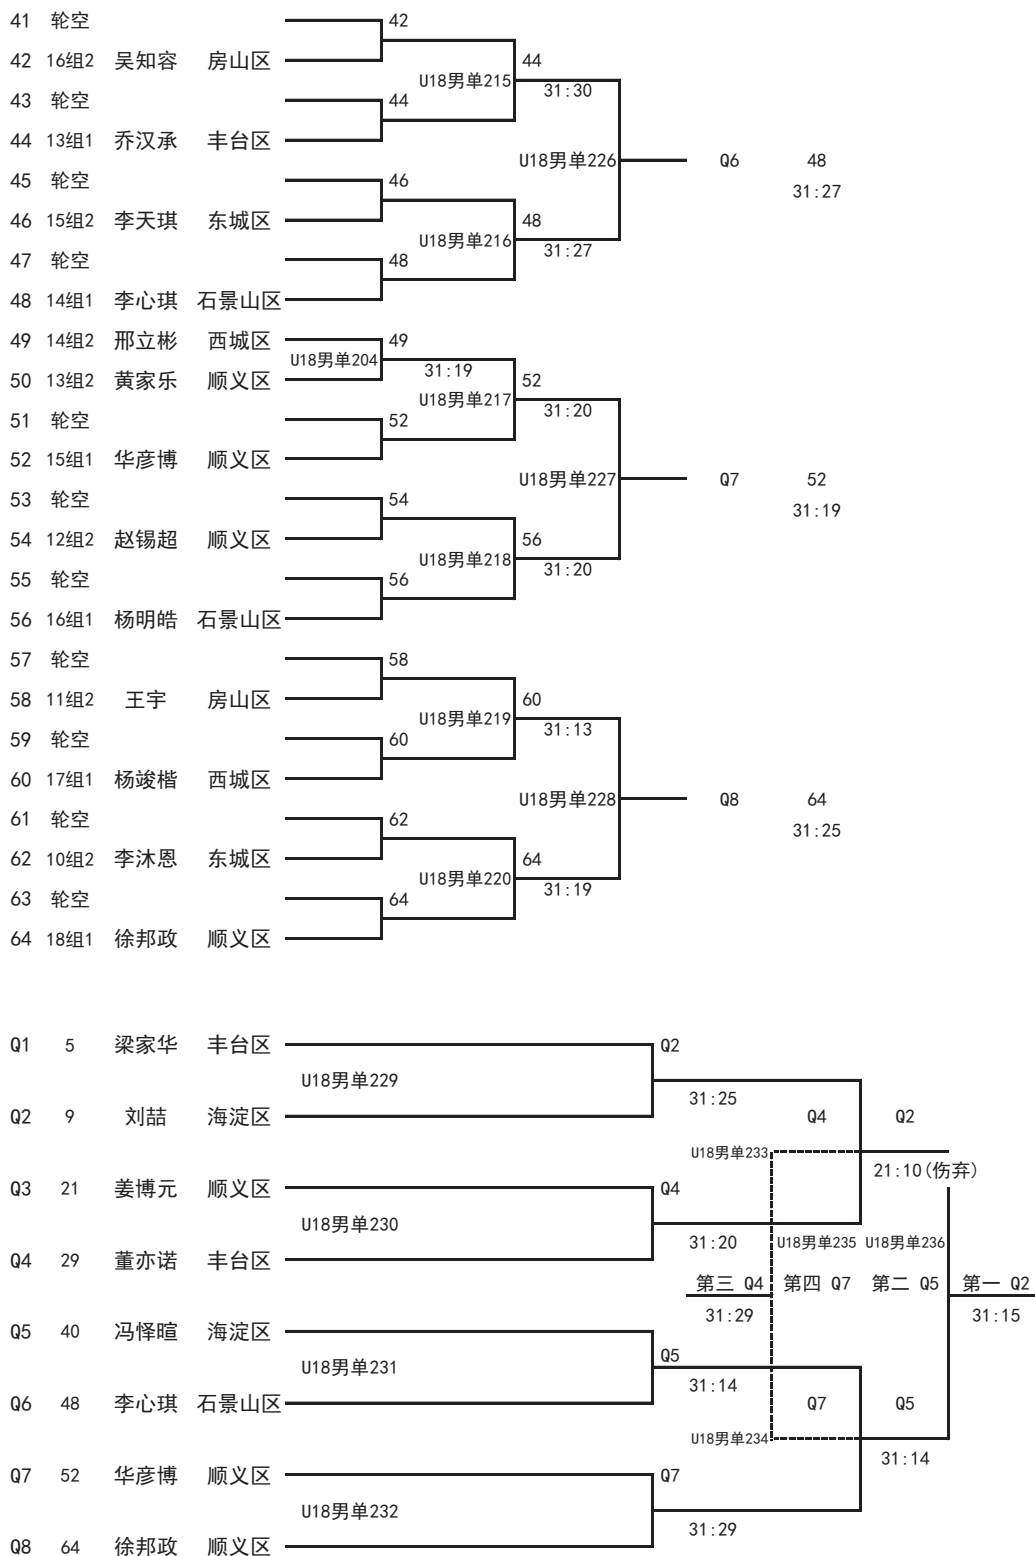 41 轮空 42
42 16组2 吴知容 房山区 44
U18男单215 31:30
43 轮空 44
44 13组1 乔汉承 丰台区
U18男单226 Q6 48
45 轮空 46 31:27
46 15组2 李天琪 东城区 48
U18男单216 31:27
47 轮空 48
48 14组1 李心琪 石景山区
49 14组2 邢立彬 西城区 49
U18男单204 31:19
50 13组2 黄家乐 顺义区 52
U18男单217 31:20
51 轮空 52
52 15组1 华彦博 顺义区
U18男单227 Q7 52
53 轮空 54 31:19
54 12组2 赵锡超 顺义区 56
U18男单218 31:20
55 轮空 56
56 16组1 杨明皓 石景山区
57 轮空 58
58 11组2 王宇 房山区 60
U18男单219 31:13
59 轮空 60
60 17组1 杨竣楷 西城区
U18男单228 Q8 64
61 轮空 62 31:25
62 10组2 李沐恩 东城区 64
U18男单220 31:19
63 轮空 64
64 18组1 徐邦政 顺义区
Q1 5 梁家华 丰台区 Q2
U18男单229 31:25
Q2 9 刘喆 海淀区 Q4 Q2
U18男单233 21:10(伤弃)
Q3 21 姜博元 顺义区 Q4
U18男单230 31:20 U18男单235 U18男单236
Q4 29 董亦诺 丰台区
第三 Q4 第四 Q7 第二 Q5 第一 Q2
31:29 31:15
Q5 40 冯怿暄 海淀区 Q5
U18男单231 31:14
Q6 48 李心琪 石景山区 Q7 Q5
U18男单234 31:14
Q7 52 华彦博 顺义区 Q7
U18男单232 31:29
Q8 64 徐邦政 顺义区